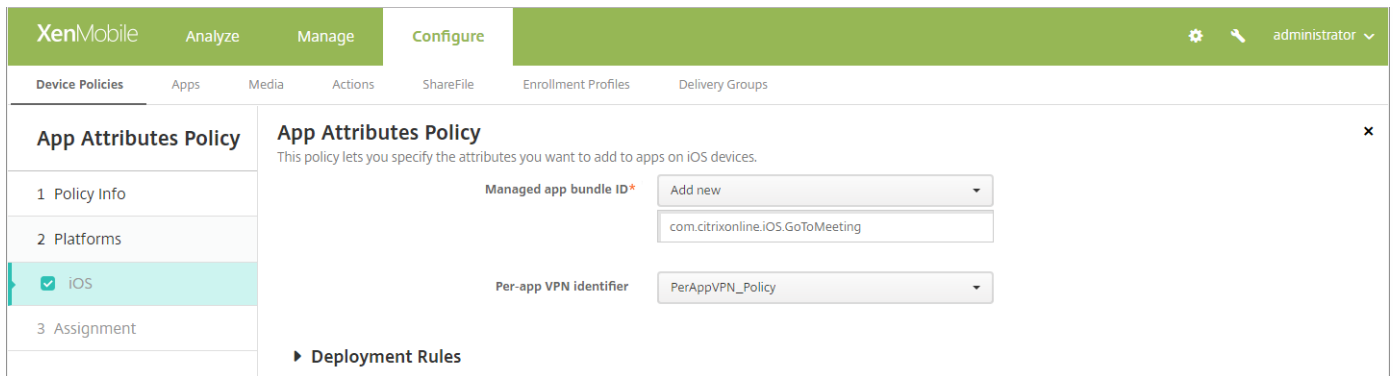 XenMobile Analyze Manage Configure administrator
Device Policies Apps Media Actions ShareFile Enrollment Profiles Delivery Groups
App Attributes Policy
1 Policy Info
2 Platforms
iOS
3 Assignment
App Attributes Policy
This policy lets you specify the attributes you want to add to apps on iOS devices.
Managed app bundle ID* Add new
com.citrixonline.iOS.GoToMeeting
Per-app VPN identifier PerAppVPN_Policy
Deployment Rules